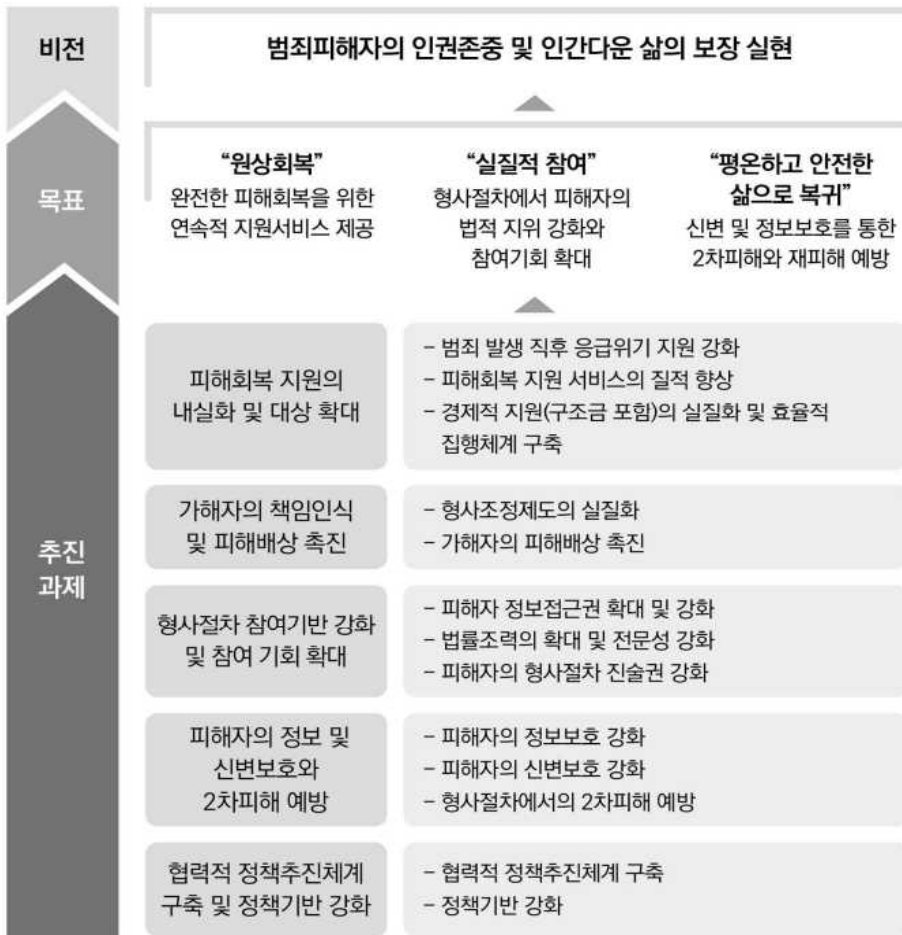 비전
범죄피해자의 인권존중 및 인간다운 삶의 보장 실현
목표
“원상회복”
완전한 피해회복을 위한
연속적 지원서비스 제공
“실질적 참여”
형사절차에서 피해자의
법적 지위 강화와
참여기회 확대
“평온하고 안전한
삶으로 복귀”
신변 및 정보보호를 통한
2차피해와 재피해 예방
추진
과제
피해회복 지원의
내실화 및 대상 확대
– 범죄 발생 직후 응급위기 지원 강화
– 피해회복 지원 서비스의 질적 향상
– 경제적 지원(구조금 포함)의 실질화 및 효율적
집행체계 구축
가해자의 책임인식
및 피해배상 촉진
– 형사조정제도의 실질화
– 가해자의 피해배상 촉진
형사절차 참여기반 강화
및 참여 기회 확대
– 피해자 정보접근권 확대 및 강화
– 법률조력의 확대 및 전문성 강화
– 피해자의 형사절차 진술권 강화
피해자의 정보 및
신변보호와
2차피해 예방
– 피해자의 정보보호 강화
– 피해자의 신변보호 강화
– 형사절차에서의 2차피해 예방
협력적 정책추진체계
구축 및 정책기반 강화
– 협력적 정책추진체계 구축
– 정책기반 강화